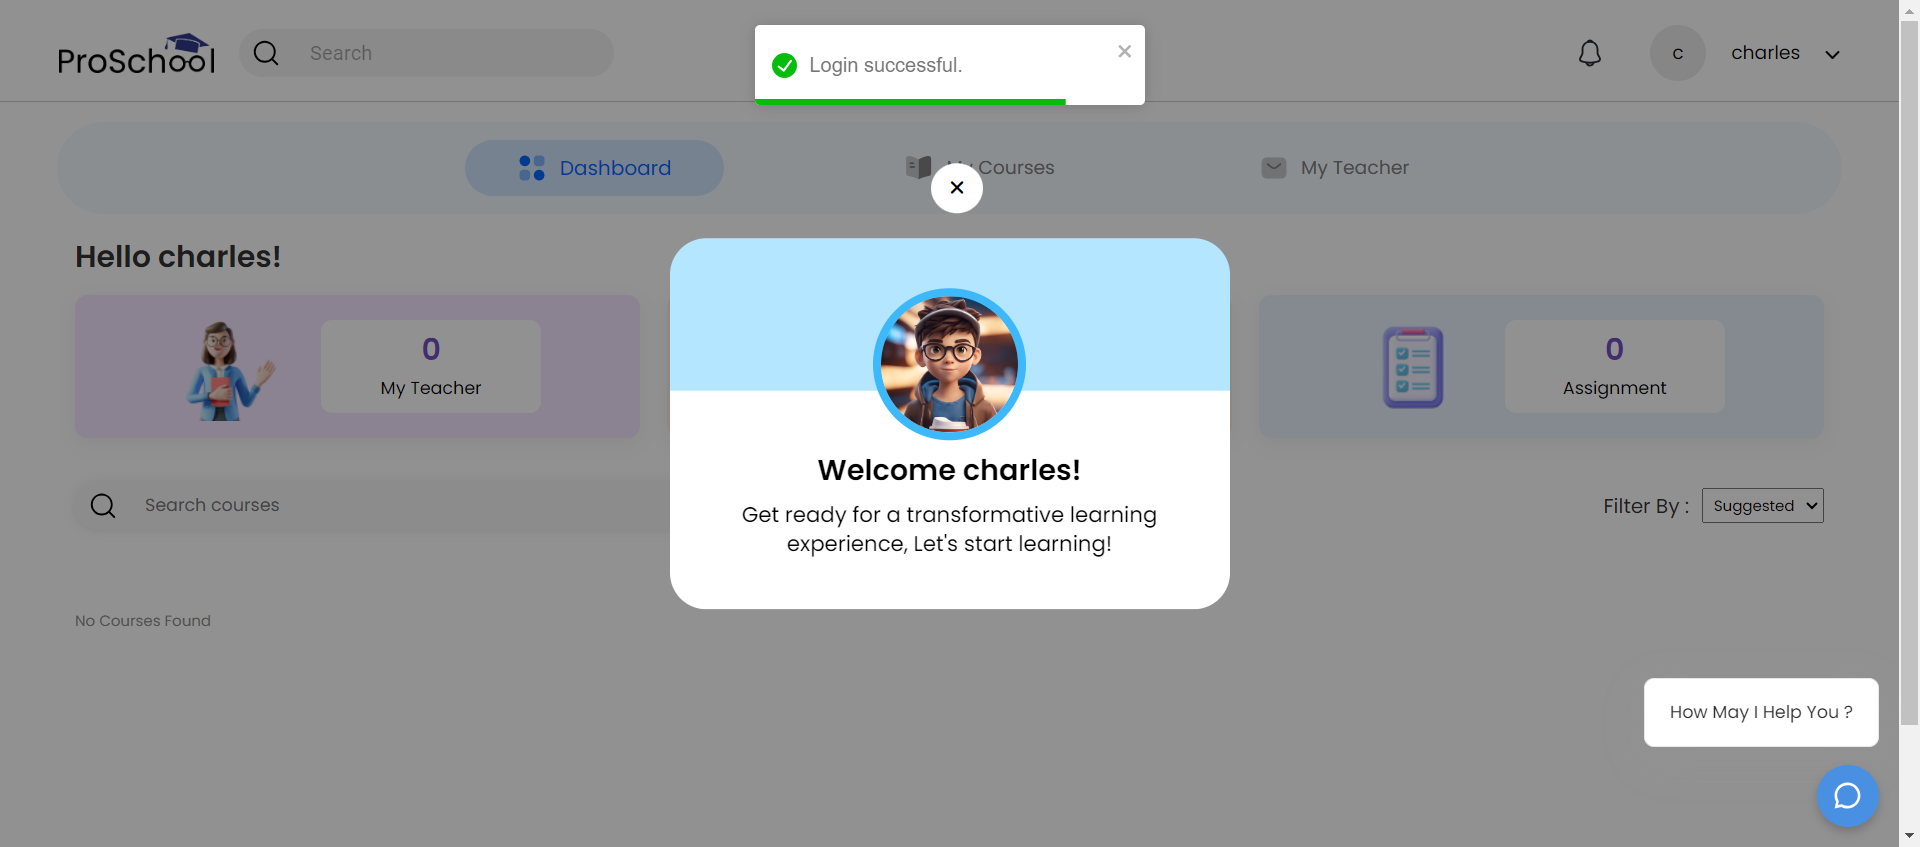 ProSchool
Search
Login successful.
c
charles
Dashboard
My Courses
My Teacher
Hello charles!
0
My Teacher
0
Assignment
Welcome charles!
Get ready for a transformative learning
experience, Let's start learning!
Search courses
Filter By :
Suggested
No Courses Found
How May I Help You ?